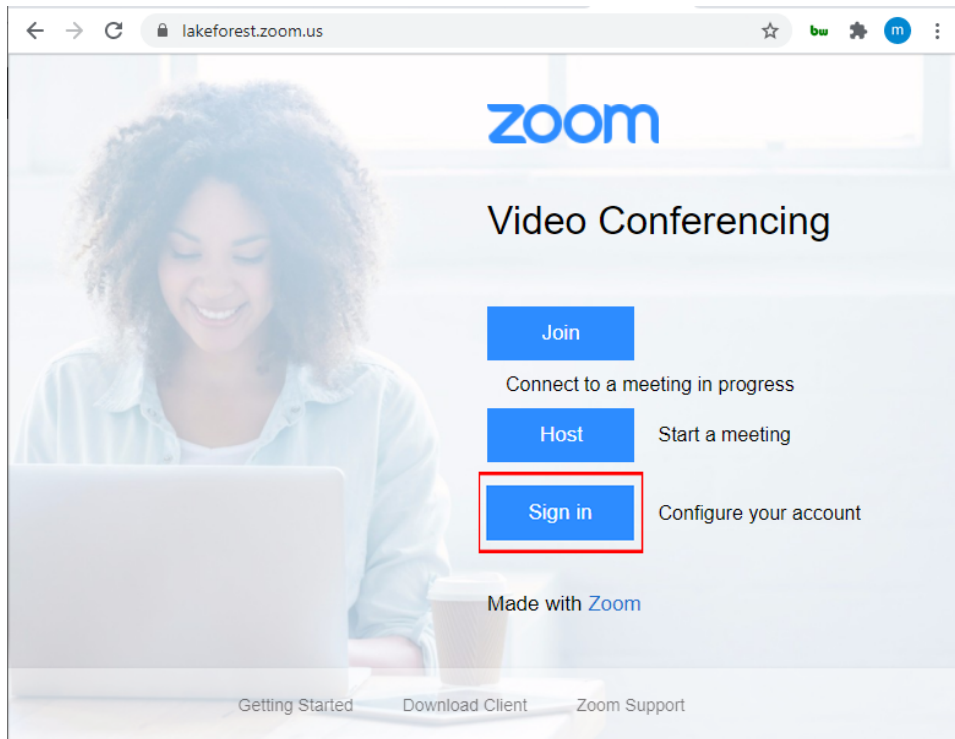 lakeforest.zoom.us
bw
m
zoom
Video Conferencing
Join
Connect to a meeting in progress
Host Start a meeting
Sign in Configure your account
Made with Zoom
Getting Started Download Client Zoom Support